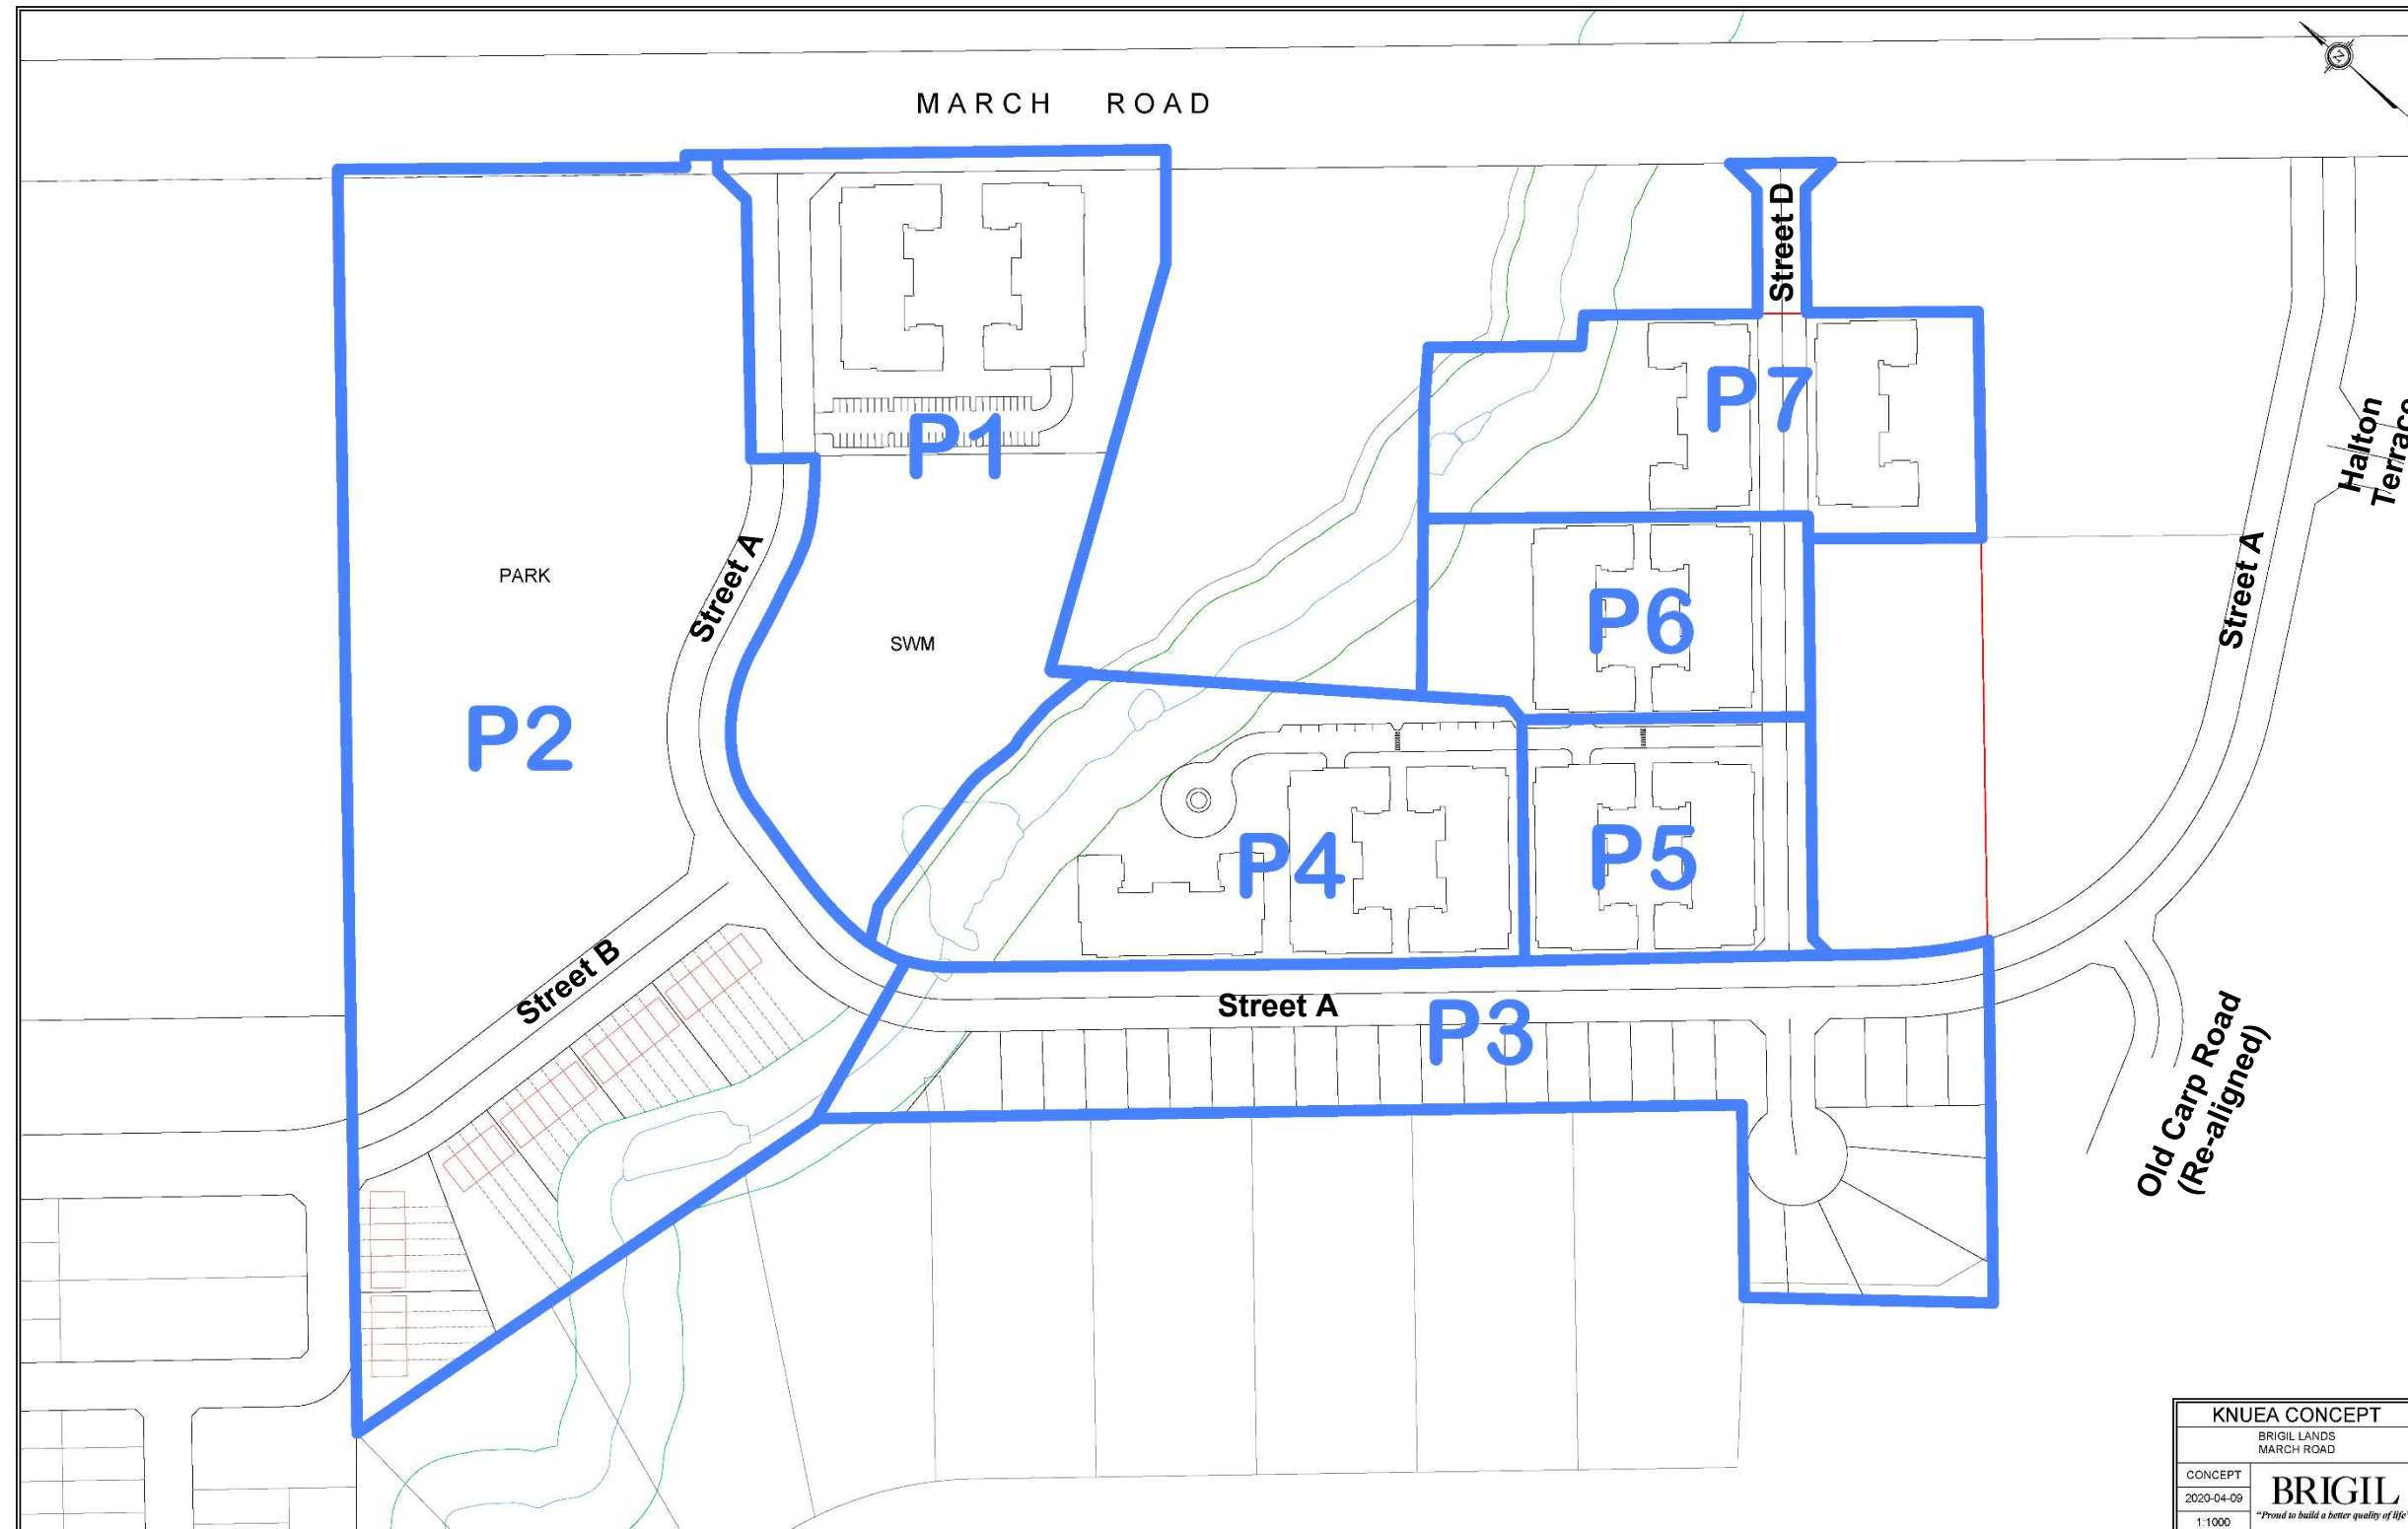 MARCH ROAD
Street D
P7
Halton
Terrace
P1
Street A
PARK
Street A
P6
SWM
P2
P4
P5
Street B
Street A
P3
Old Carp Road
(Re-aligned)
KNUEA CONCEPT
BRIGIL LANDS
MARCH ROAD
CONCEPT
2020-04-09
1:1000
BRIGIL
"Proud to build a better quality of life"